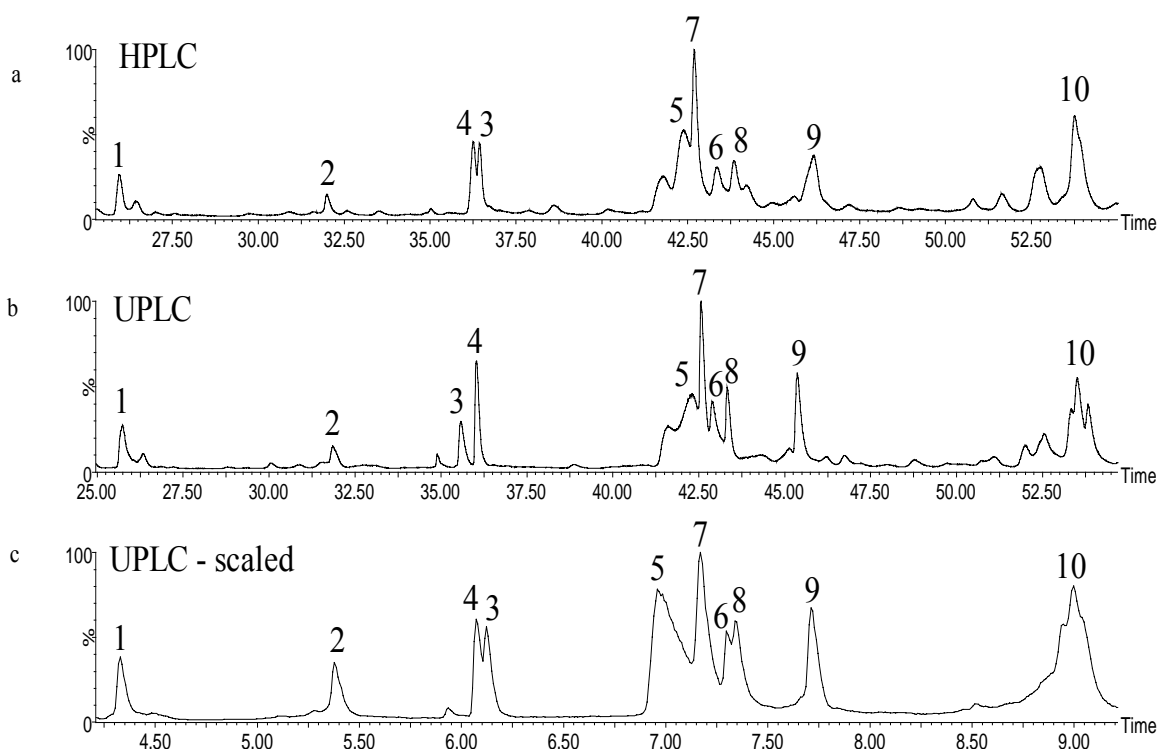 a
HPLC
100
%
0
1 2 4 3 5 7 6 8 9 10
27.50 30.00 32.50 35.00 37.50 40.00 42.50 45.00 47.50 50.00 52.50
Time
b
UPLC
100
%
0
1 2 3 4 5 7 6 8 9 10
25.00 27.50 30.00 32.50 35.00 37.50 40.00 42.50 45.00 47.50 50.00 52.50
Time
c
UPLC - scaled
100
%
0
1 2 4 3 5 7 6 8 9 10
4.50 5.00 5.50 6.00 6.50 7.00 7.50 8.00 8.50 9.00
Time